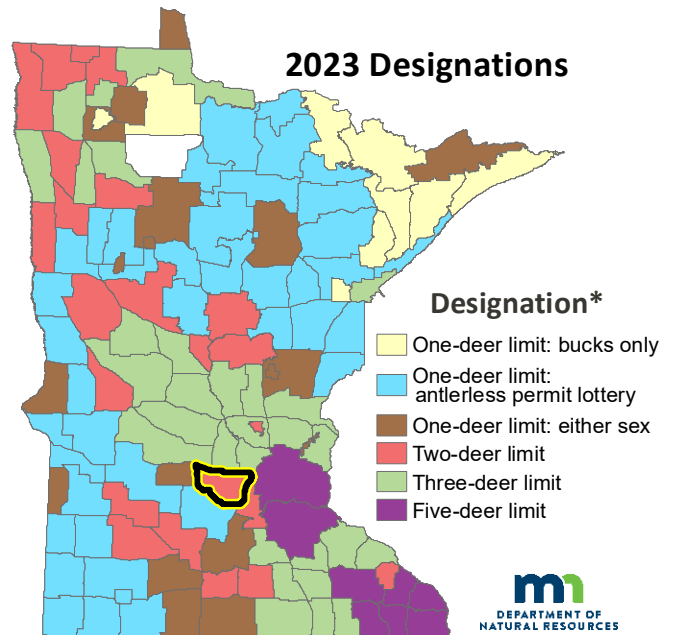 2023 Designations
Designation*
One-deer limit: bucks only
One-deer limit:
antlerless permit lottery
One-deer limit: either sex
Two-deer limit
Three-deer limit
Five-deer limit
mn
DEPARTMENT OF
NATURAL RESOURCES